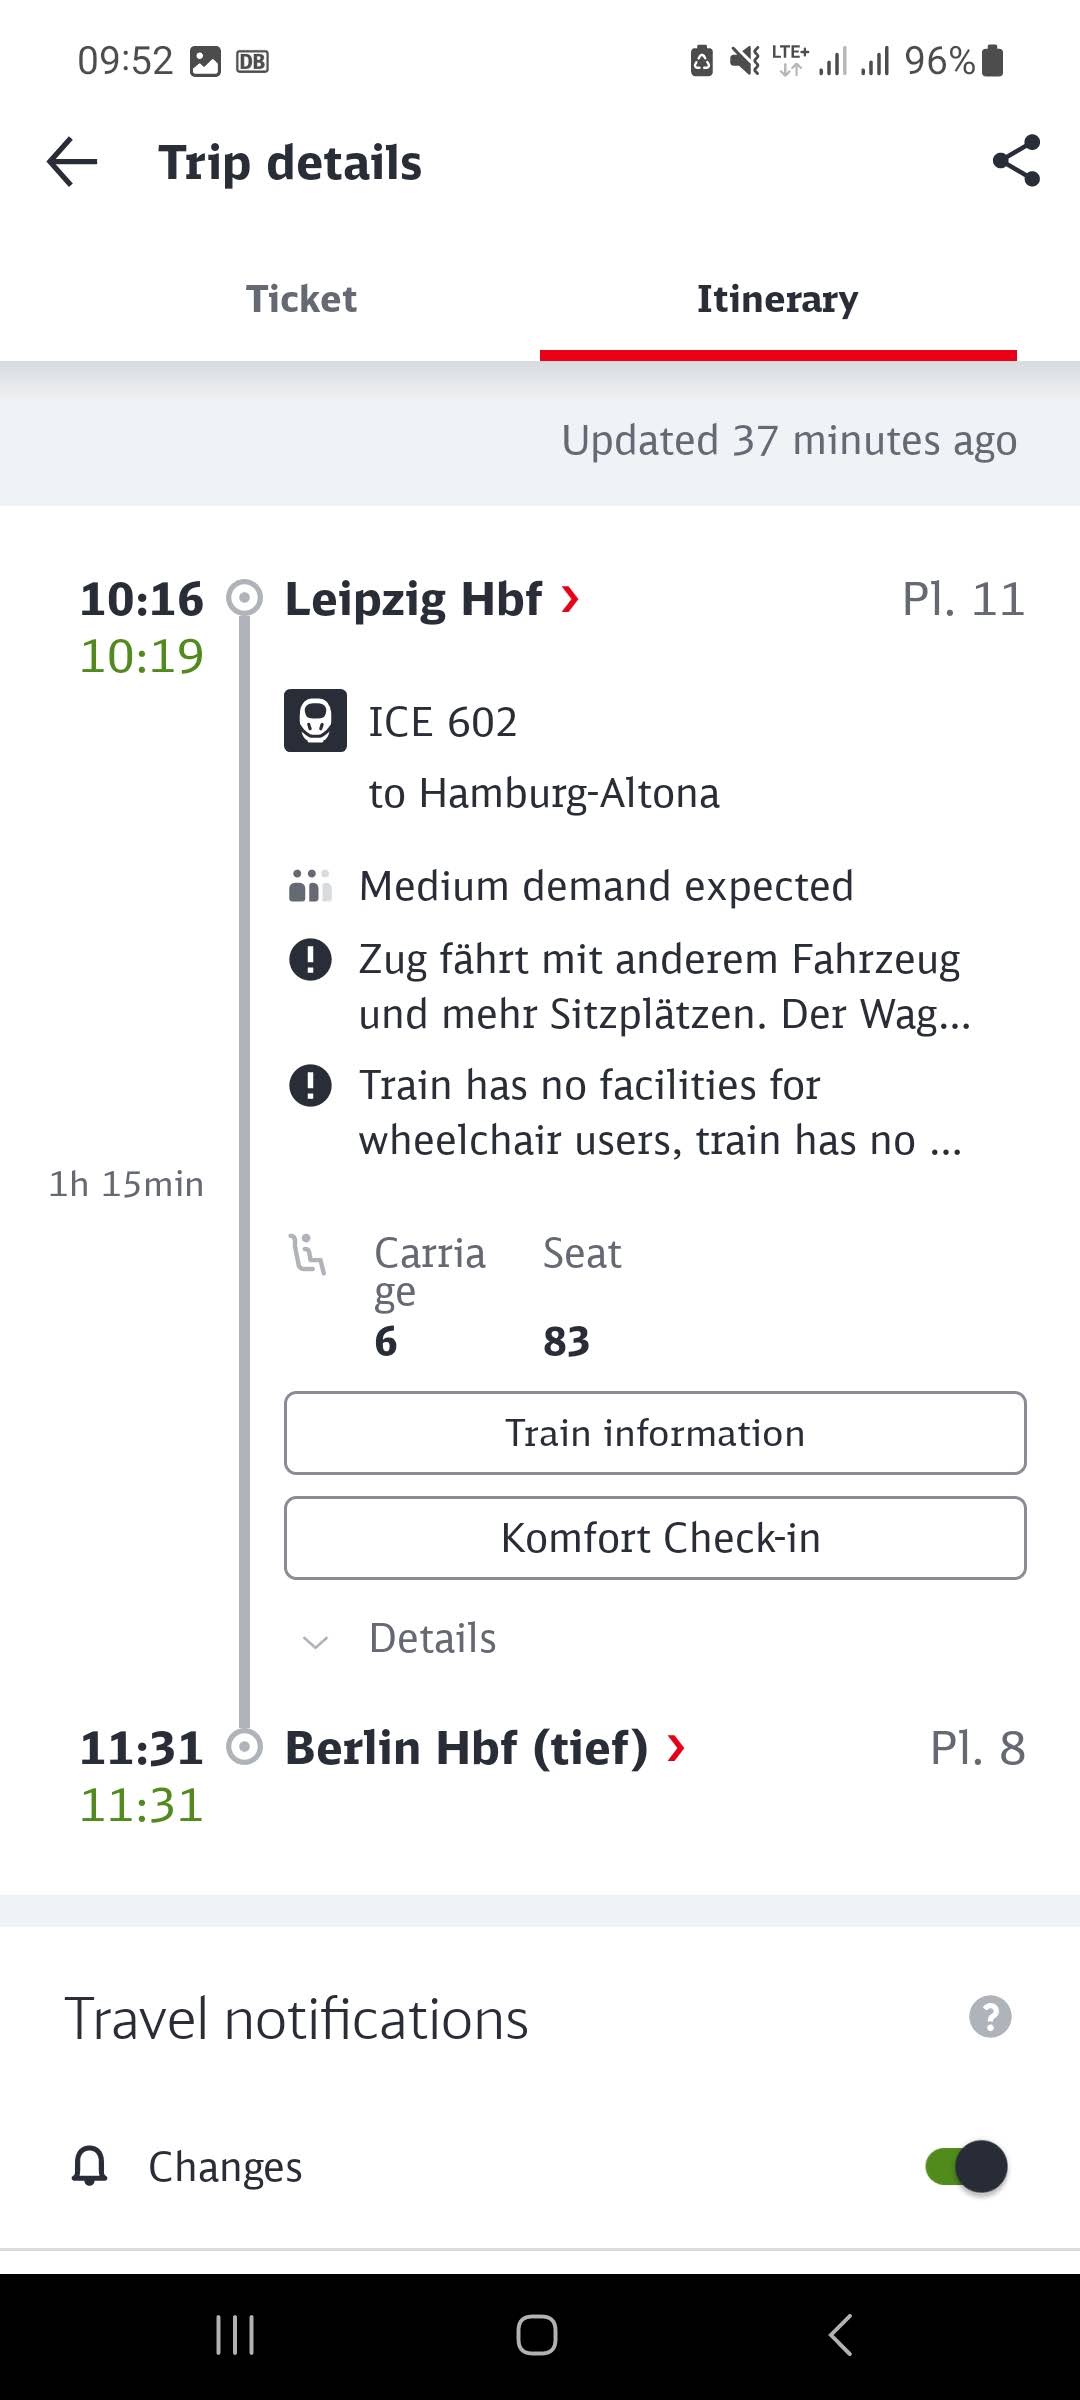 09:52 DB LTE+ 96%
Trip details
Ticket Itinerary
Updated 37 minutes ago
10:16 Leipzig Hbf Pl. 11
10:19
ICE 602
to Hamburg-Altona
Medium demand expected
Zug fährt mit anderem Fahrzeug
und mehr Sitzplätzen. Der Wag...
Train has no facilities for
wheelchair users, train has no ...
1h 15min
Carria Seat
ge
6 83
Train information
Komfort Check-in
Details
11:31 Berlin Hbf (tief) Pl. 8
11:31
Travel notifications ?
Changes